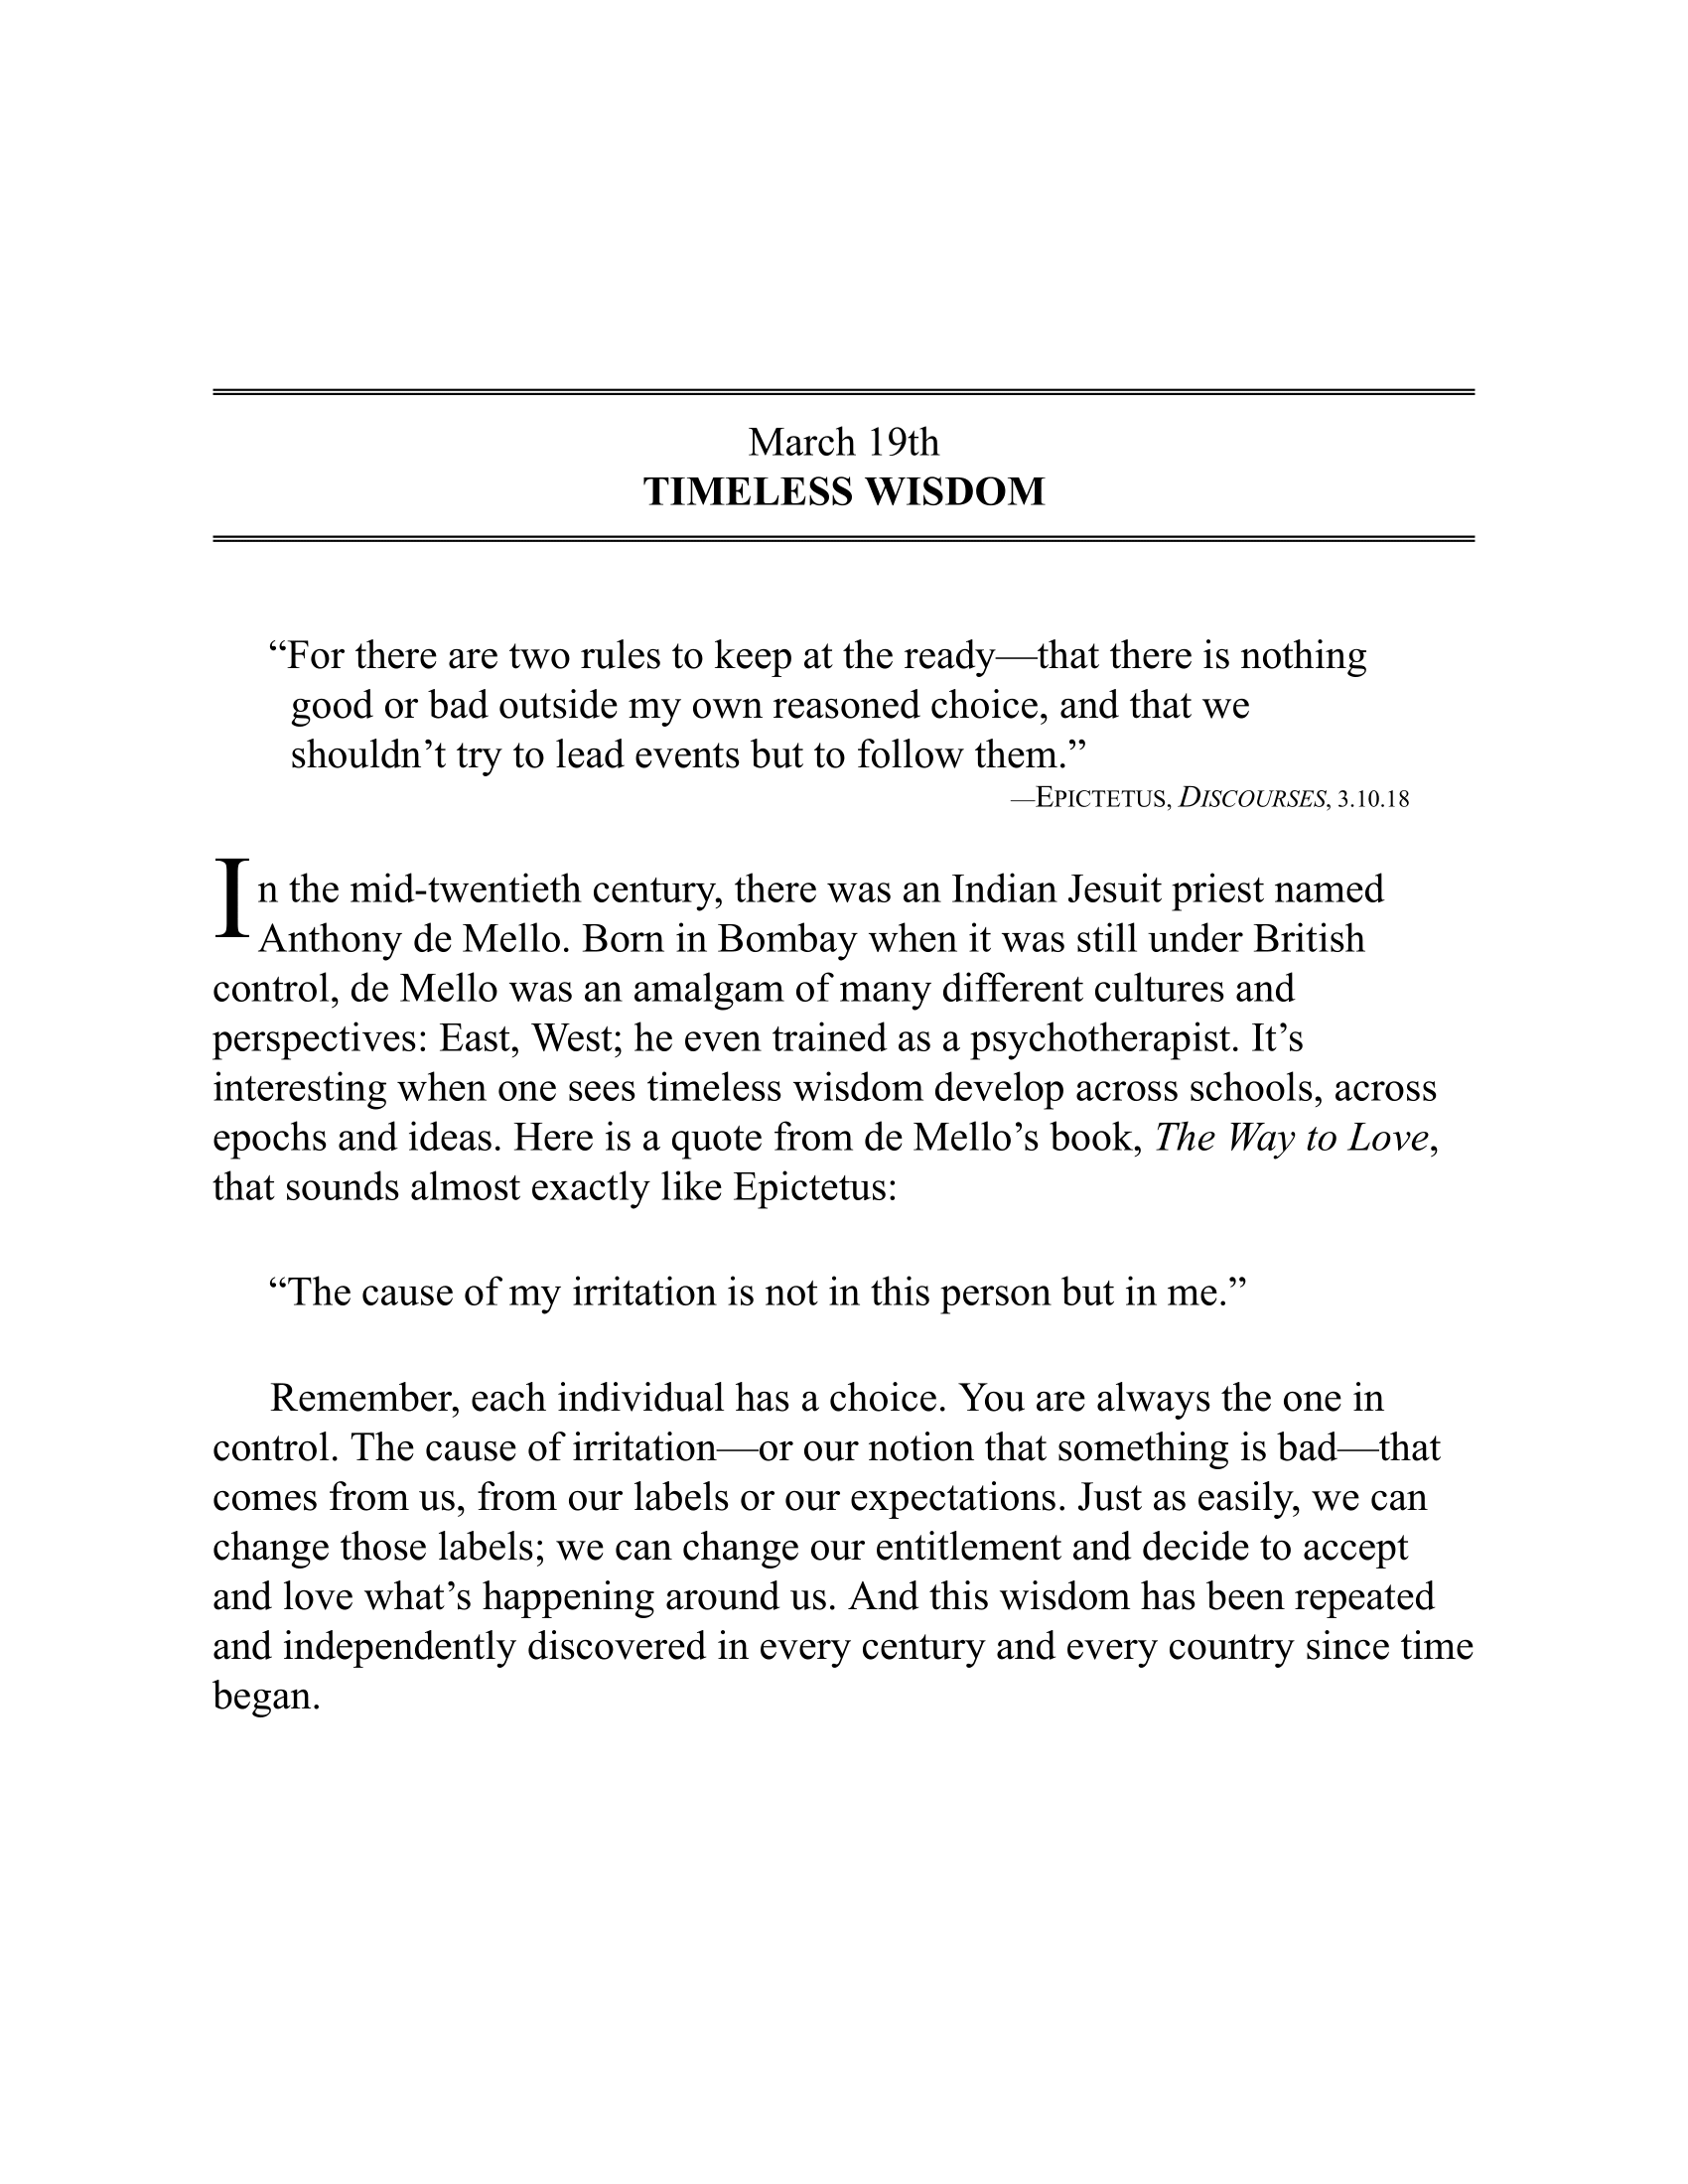 March 19th
TIMELESS WISDOM
“For there are two rules to keep at the ready—that there is nothing
good or bad outside my own reasoned choice, and that we
shouldn’t try to lead events but to follow them.”
—EPICTETUS, DISCOURSES, 3.10.18
In the mid-twentieth century, there was an Indian Jesuit priest named
Anthony de Mello. Born in Bombay when it was still under British
control, de Mello was an amalgam of many different cultures and
perspectives: East, West; he even trained as a psychotherapist. It’s
interesting when one sees timeless wisdom develop across schools, across
epochs and ideas. Here is a quote from de Mello’s book, The Way to Love,
that sounds almost exactly like Epictetus:
“The cause of my irritation is not in this person but in me.”
Remember, each individual has a choice. You are always the one in
control. The cause of irritation—or our notion that something is bad—that
comes from us, from our labels or our expectations. Just as easily, we can
change those labels; we can change our entitlement and decide to accept
and love what’s happening around us. And this wisdom has been repeated
and independently discovered in every century and every country since time
began.